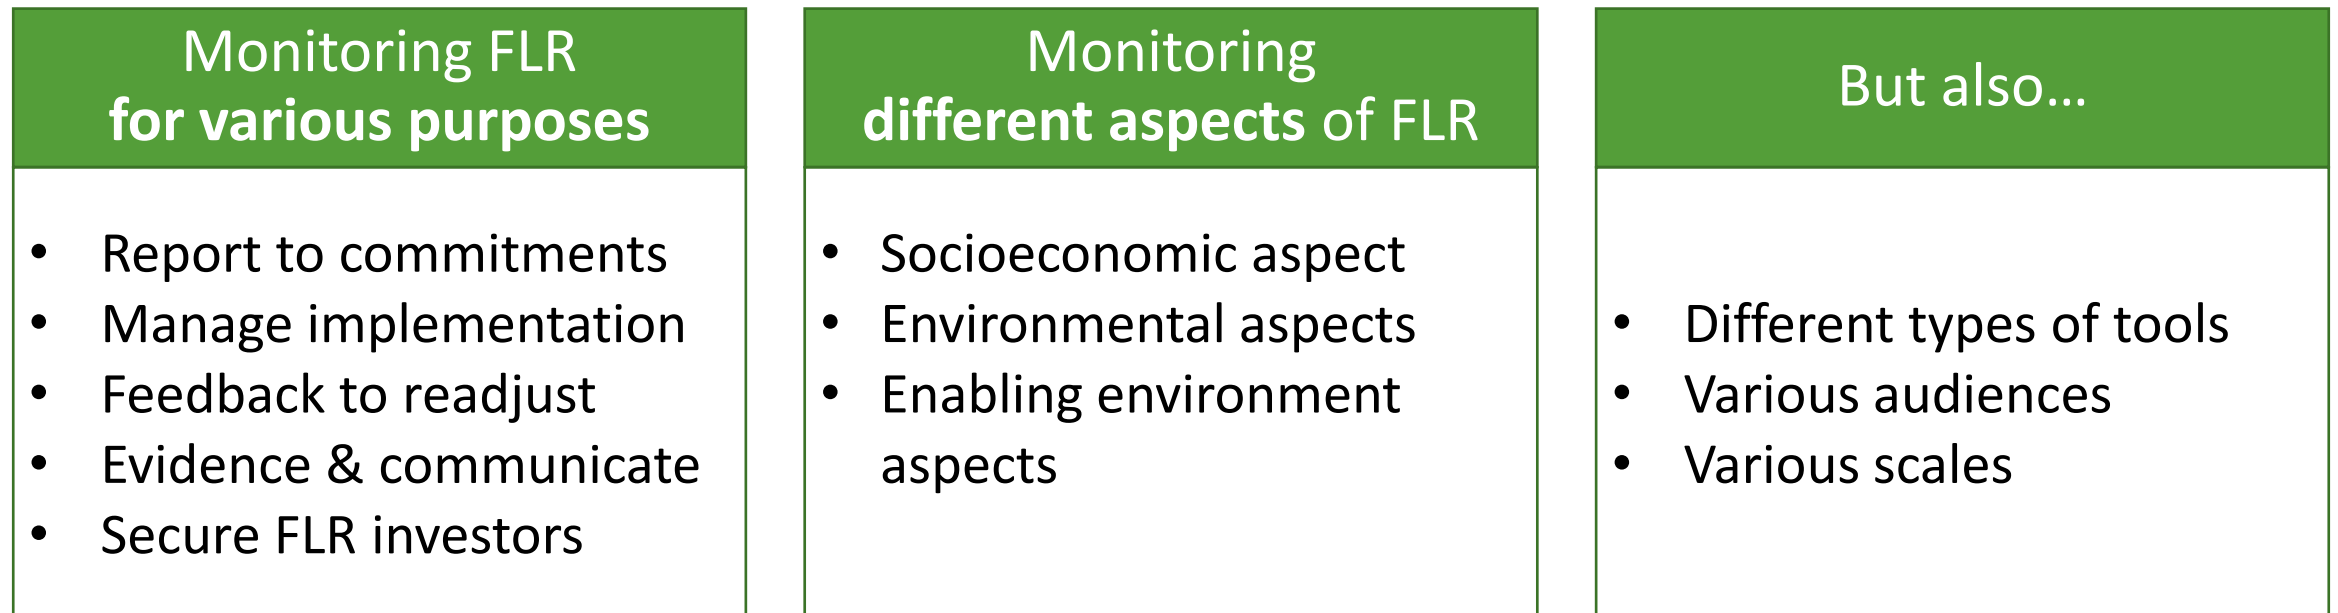 Monitoring FLR
for various purposes
• Report to commitments
• Manage implementation
• Feedback to readjust
• Evidence & communicate
• Secure FLR investors
Monitoring
different aspects of FLR
• Socioeconomic aspect
• Environmental aspects
• Enabling environment
aspects
But also...
• Different types of tools
• Various audiences
• Various scales